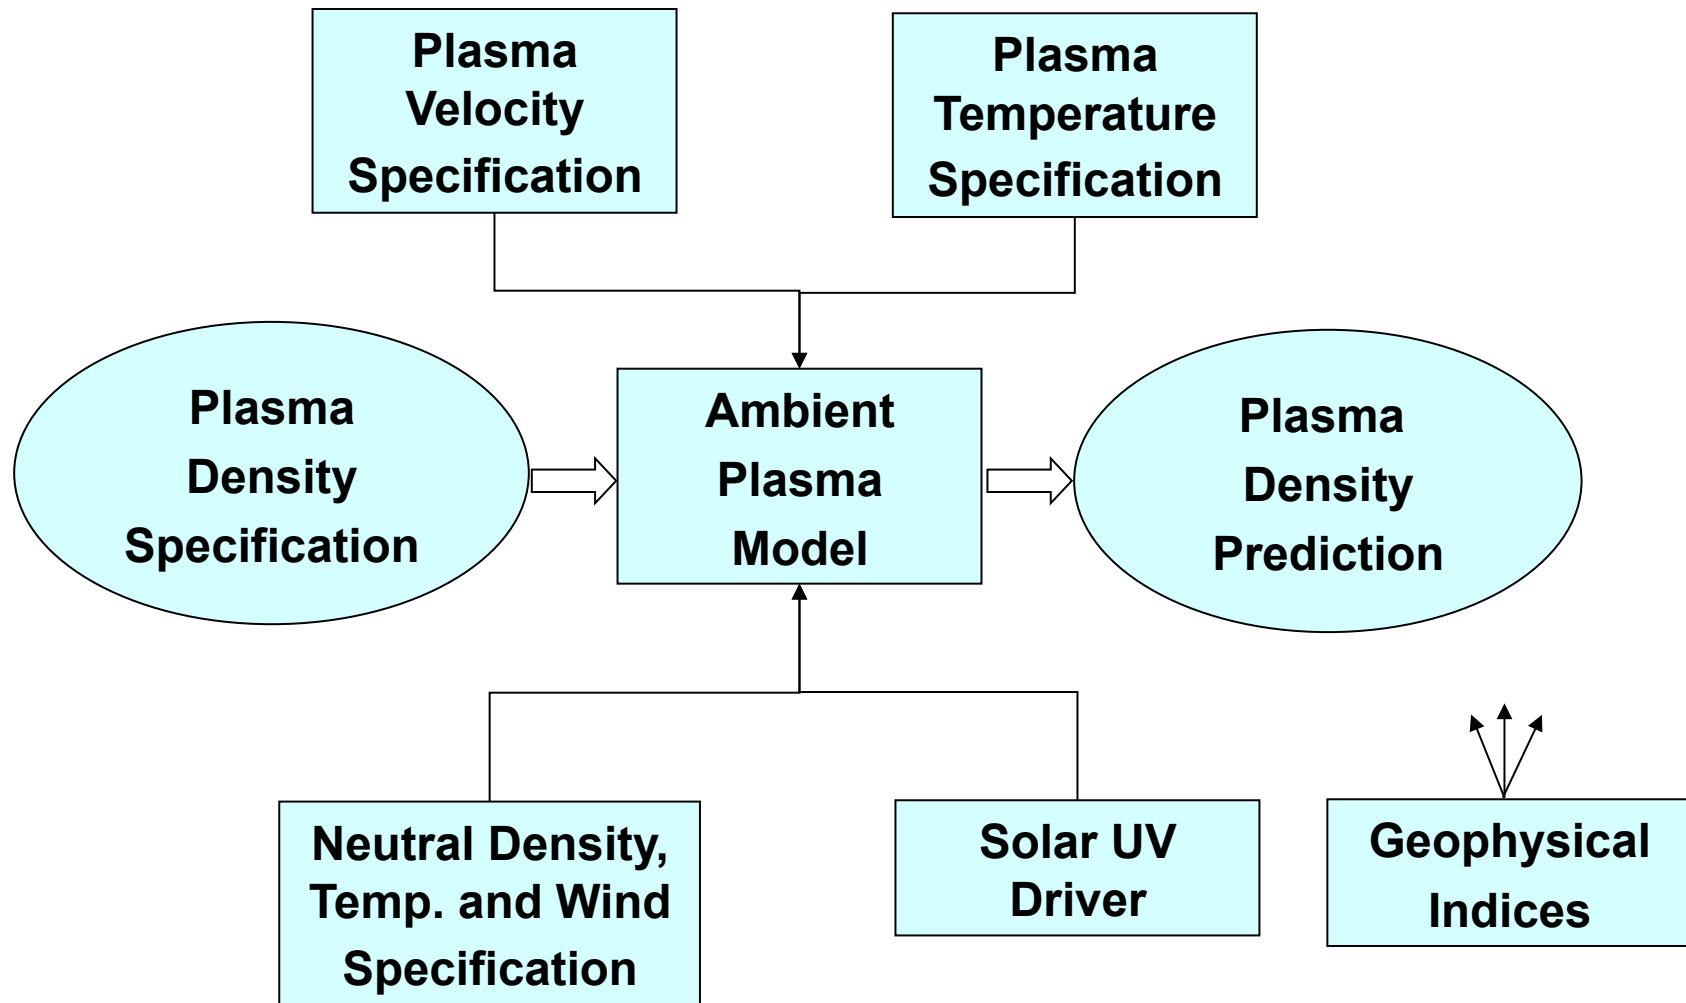 Plasma
Velocity
Specification
Plasma
Temperature
Specification
Plasma
Density
Specification
Ambient
Plasma
Model
Plasma
Density
Prediction
Neutral Density,
Temp. and Wind
Specification
Solar UV
Driver
Geophysical
Indices